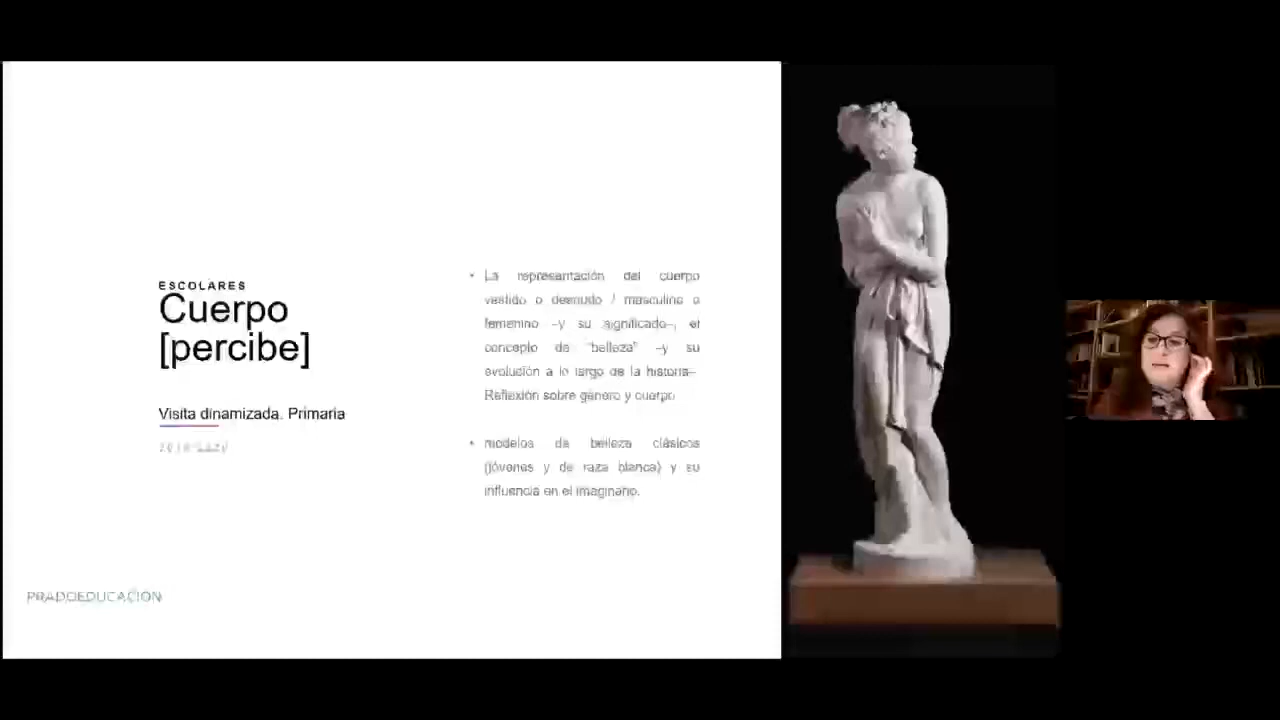 ESCOLARES
Cuerpo
[percibe]
Visita dinamizada. Primaria
• La representación del cuerpo
vestido o desnudo / masculino o
femenino –y su significado–, el
concepto de "belleza" –y su
evolución a lo largo de la historia–
Reflexión sobre género y cuerpo
• modelos de belleza clásicos
(jóvenes y de raza blanca) y su
influencia en el imaginario.
PRADOEDUCACIÓN